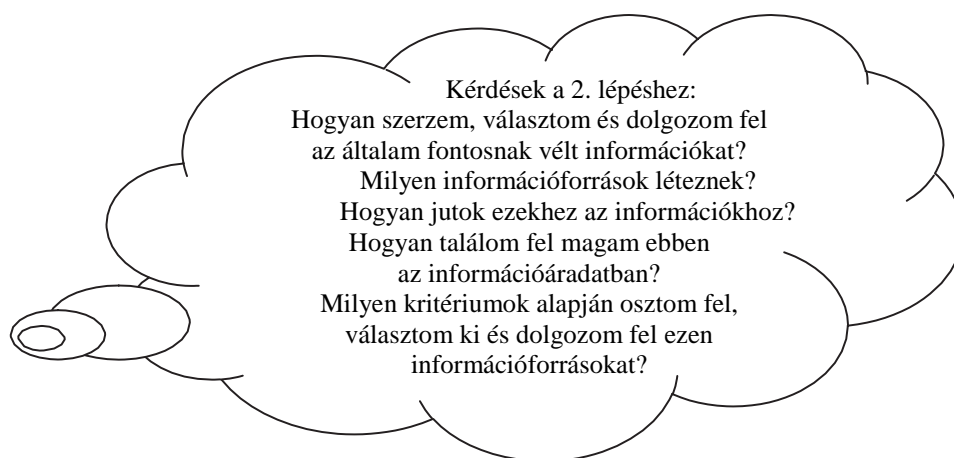 Kérdések a 2. lépéshez:
Hogyan szerzem, választom és dolgozom fel
az általam fontosnak vélt információkat?
Milyen információforrások léteznek?
Hogyan jutok ezekhez az információkhoz?
Hogyan találom fel magam ebben
az információáradatban?
Milyen kritériumok alapján osztom fel,
választom ki és dolgozom fel ezen
információforrásokat?